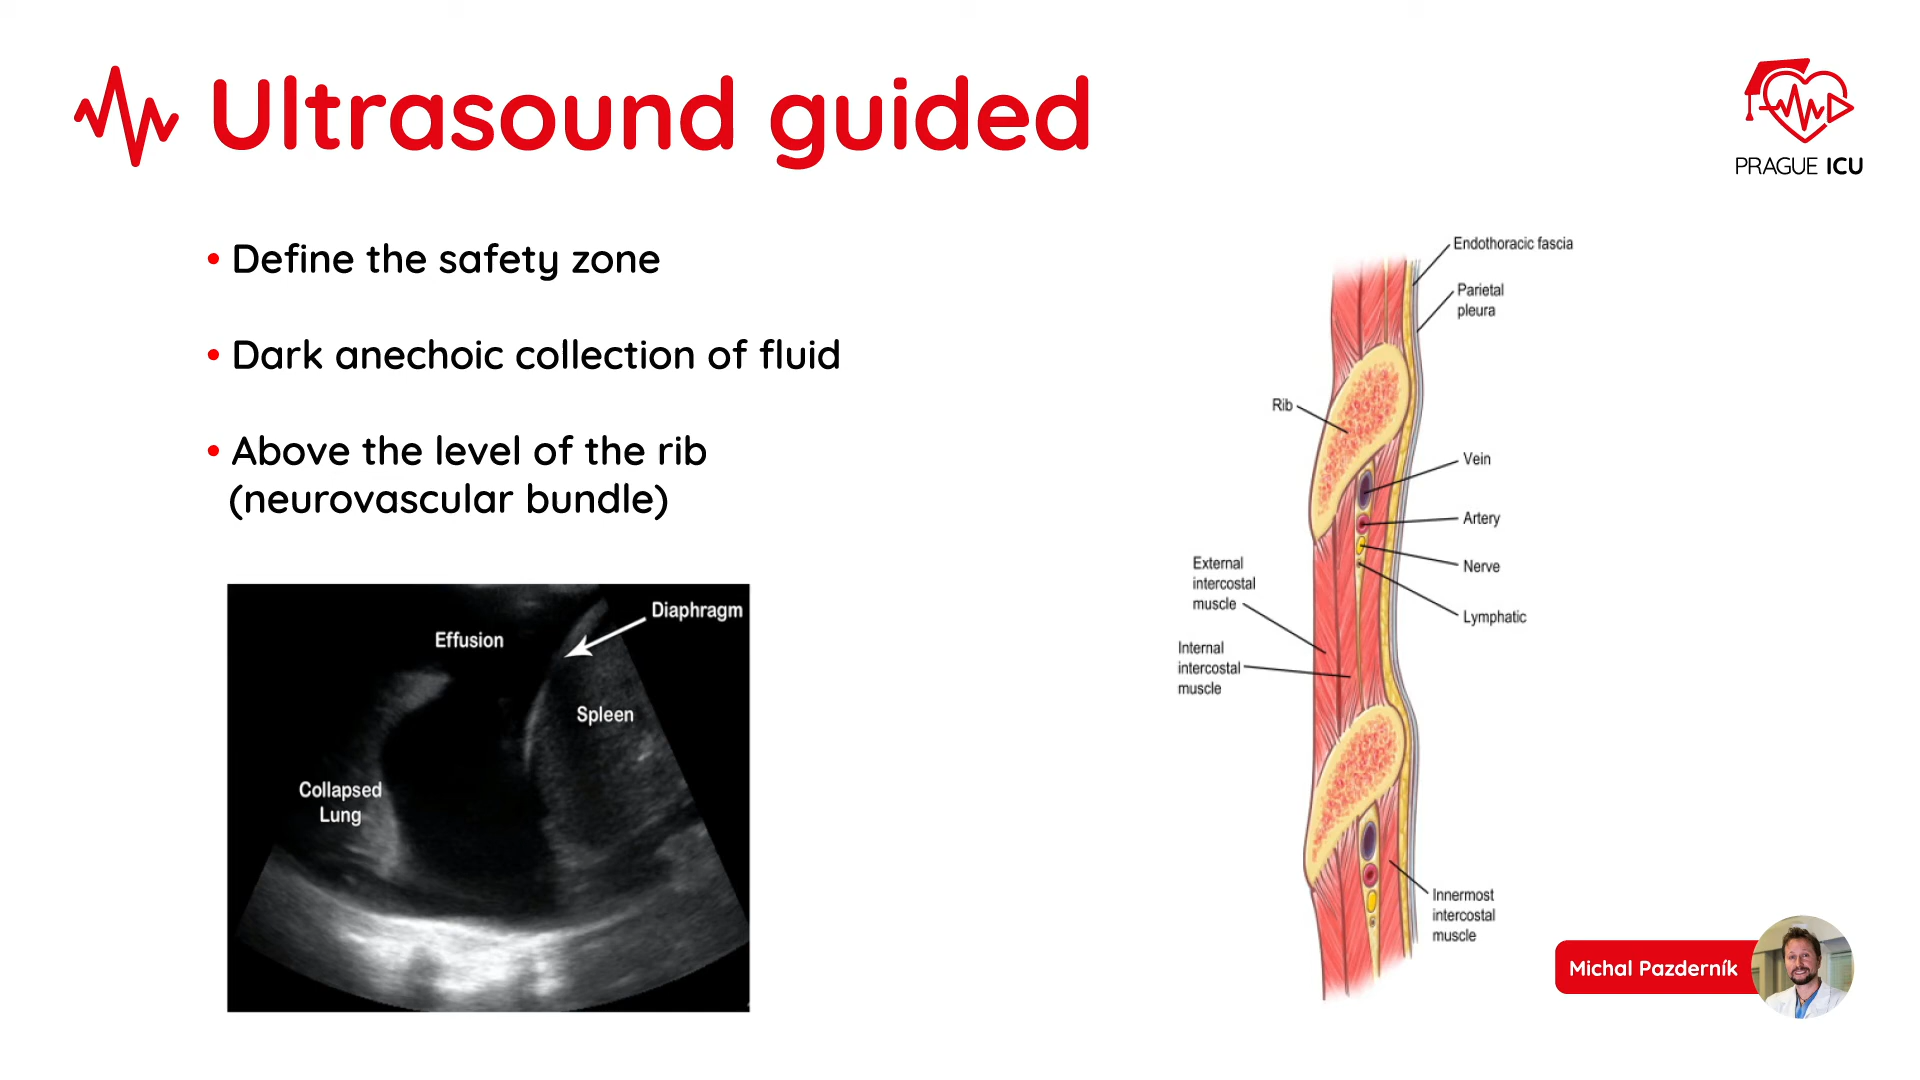 Ultrasound guided
PRAGUE ICU
• Define the safety zone
• Dark anechoic collection of fluid
• Above the level of the rib
(neurovascular bundle)
Diaphragm
Effusion
Spleen
Collapsed
Lung
Endothoracic fascia
Parietal
pleura
Rib
Vein
Artery
Nerve
Lymphatic
External
intercostal
muscle
Internal
intercostal
muscle
Innermost
intercostal
muscle
Michal Pazderník